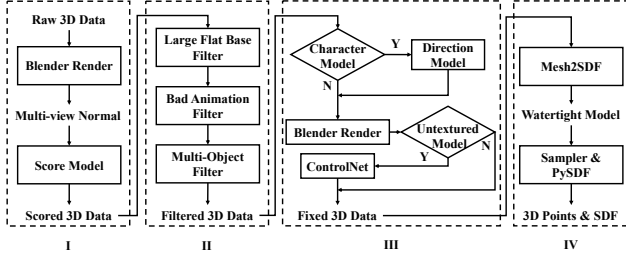 Raw 3D Data
Blender Render
Multi-view Normal
Score Model
Scored 3D Data
I
Large Flat Base
Filter
Bad Animation
Filter
Multi-Object
Filter
Filtered 3D Data
II
Character
Model
Y
Direction
Model
N
Blender Render
Untextured
Model
Y
N
ControlNet
Fixed 3D Data
III
Mesh2SDF
Watertight Model
Sampler &
PySDF
3D Points & SDF
IV